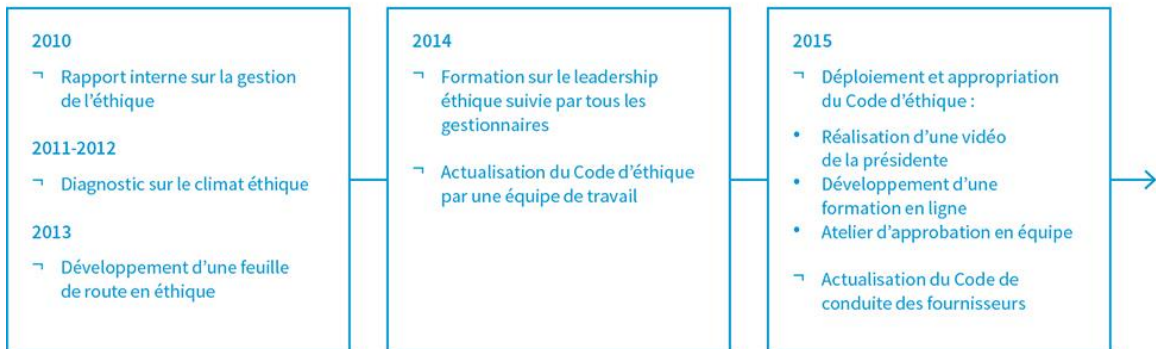 2010
¬ Rapport interne sur la gestion
de l’éthique
2011-2012
¬ Diagnostic sur le climat éthique
2013
¬ Développement d’une feuille
de route en éthique
2014
¬ Formation sur le leadership
éthique suivie par tous les
gestionnaires
¬ Actualisation du Code d’éthique
par une équipe de travail
2015
¬ Déploiement et appropriation
du Code d’éthique :
• Réalisation d’une vidéo
de la présidente
• Développement d’une
formation en ligne
• Atelier d’approbation en équipe
¬ Actualisation du Code de
conduite des fournisseurs